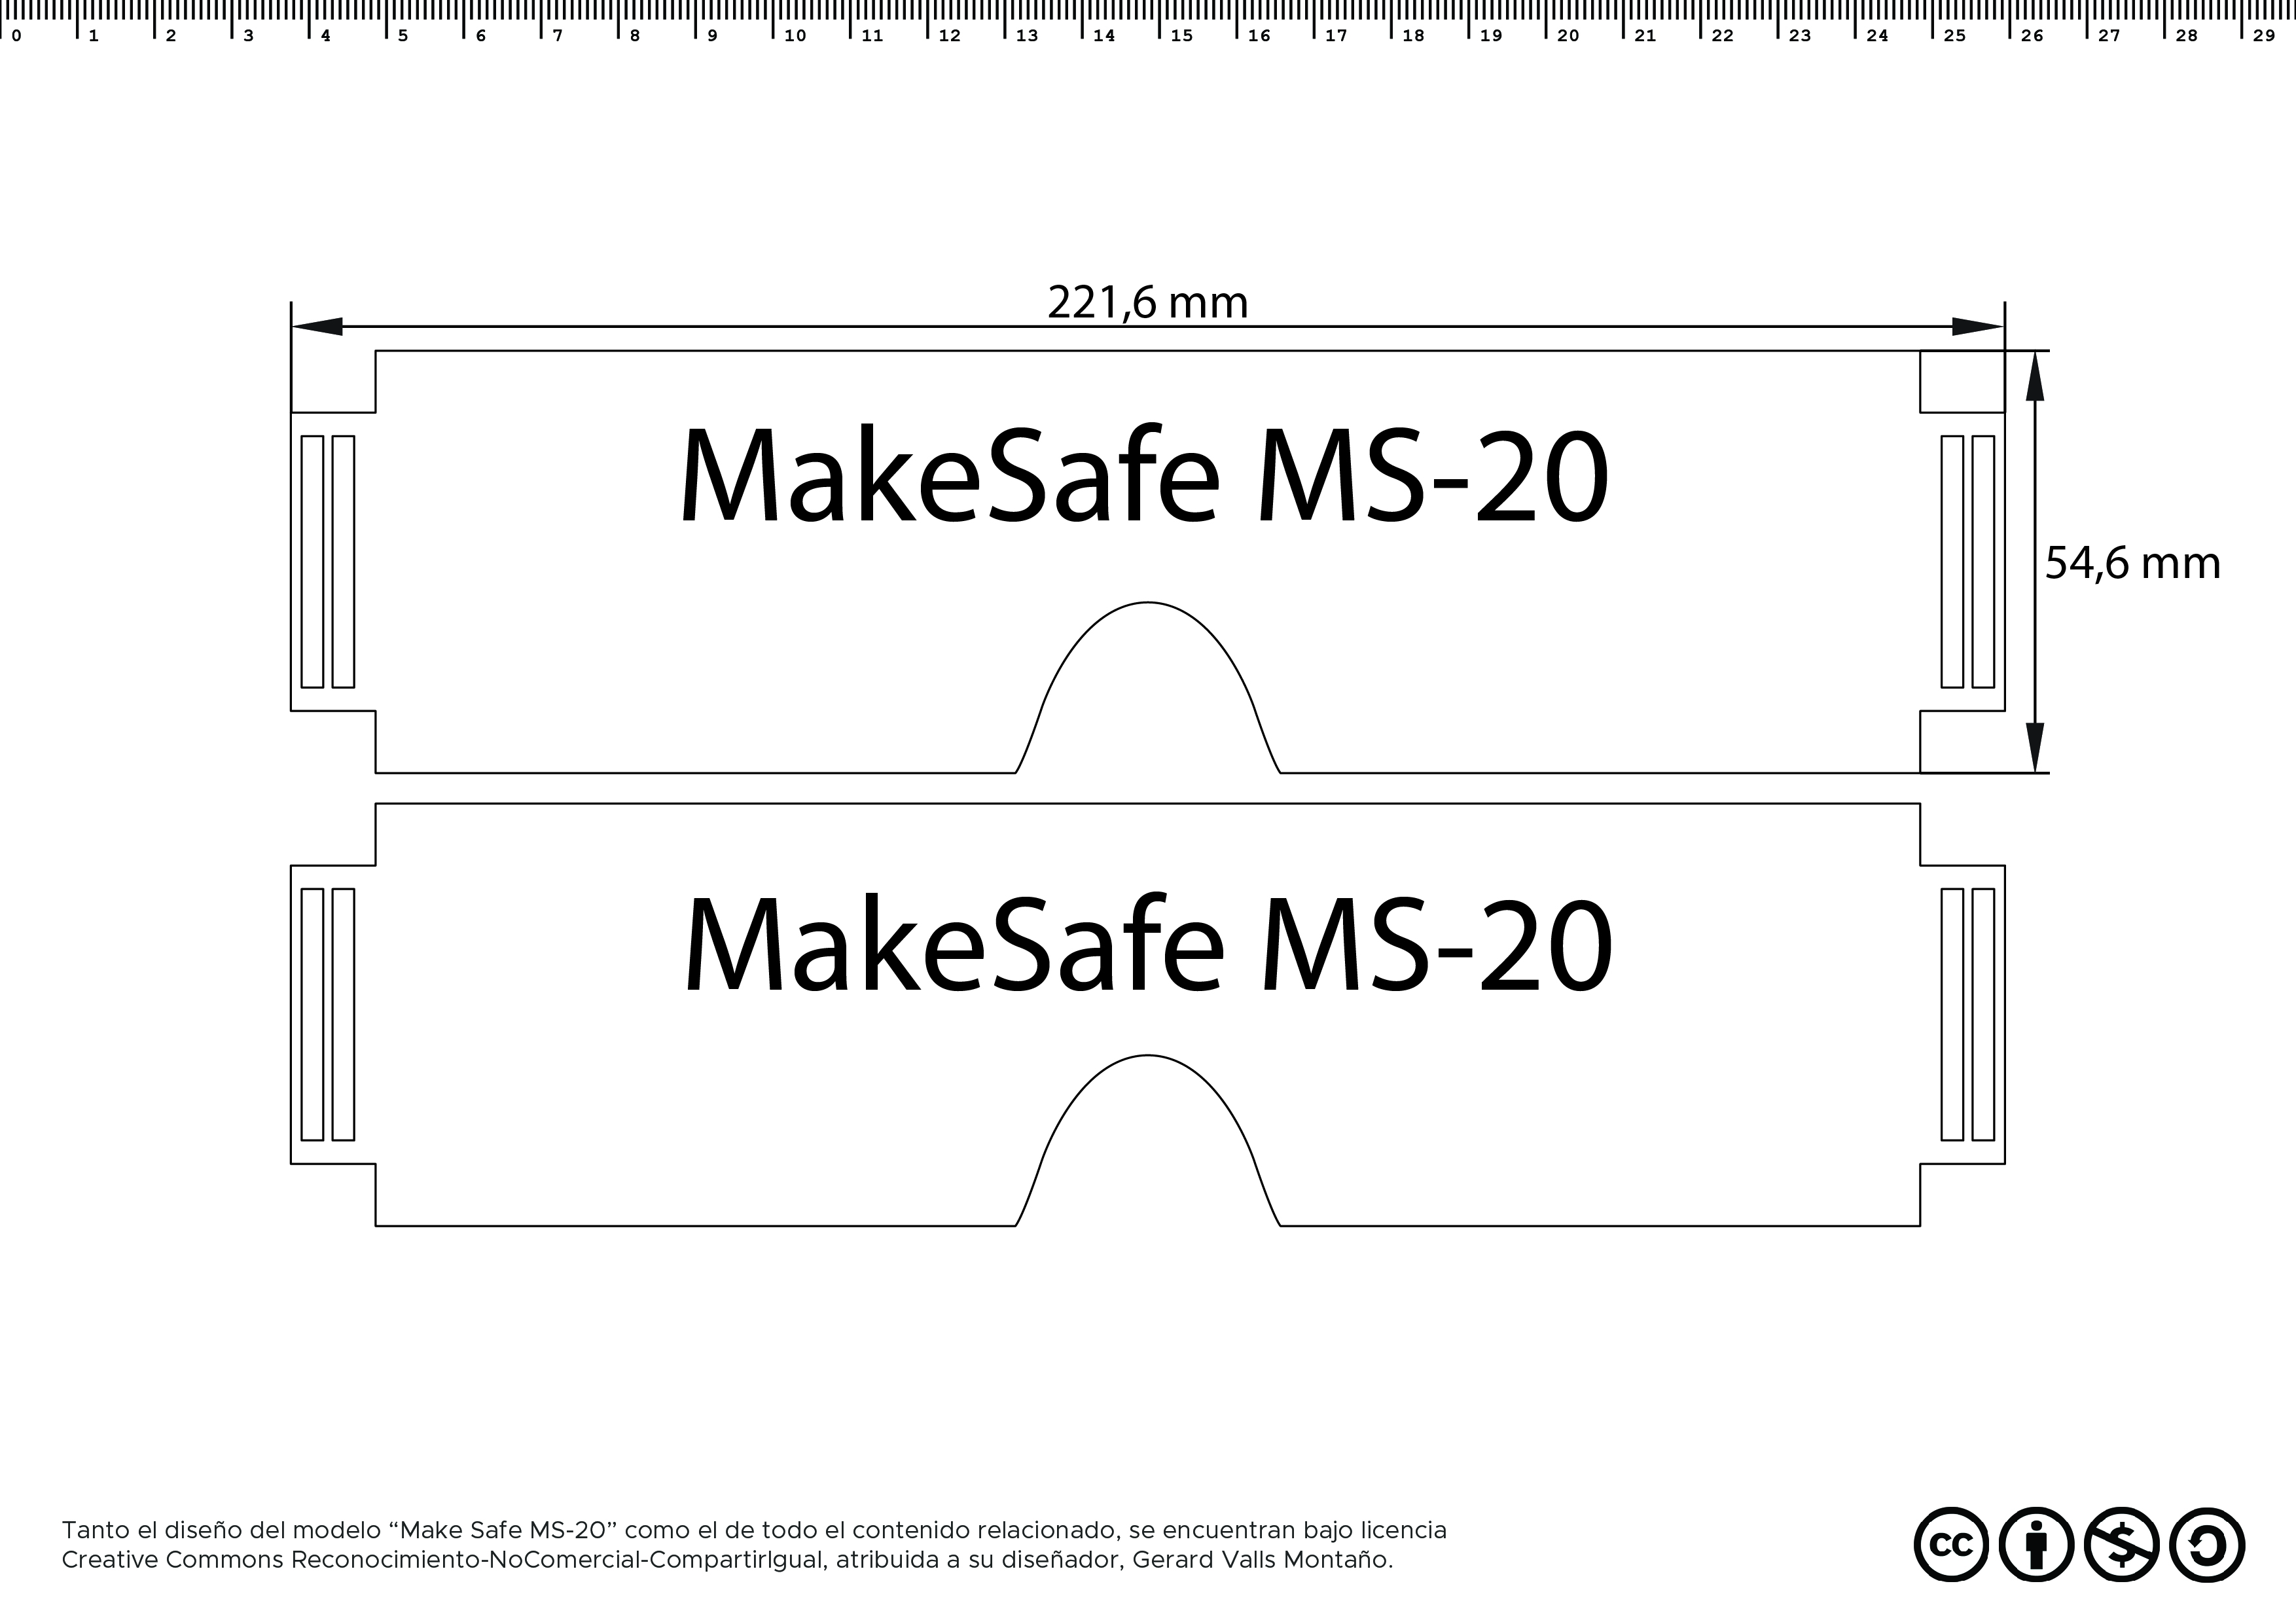 0 1 2 3 4 5 6 7 8 9 10 11 12 13 14 15 16 17 18 19 20 21 22 23 24 25 26 27 28 29
221,6 mm
MakeSafe MS-20
54,6 mm
MakeSafe MS-20
Tanto el diseño del modelo “Make Safe MS-20” como el de todo el contenido relacionado, se encuentran bajo licencia
Creative Commons Reconocimiento-NoComercial-CompartirIgual, atribuida a su diseñador, Gerard Valls Montaño.
cc $